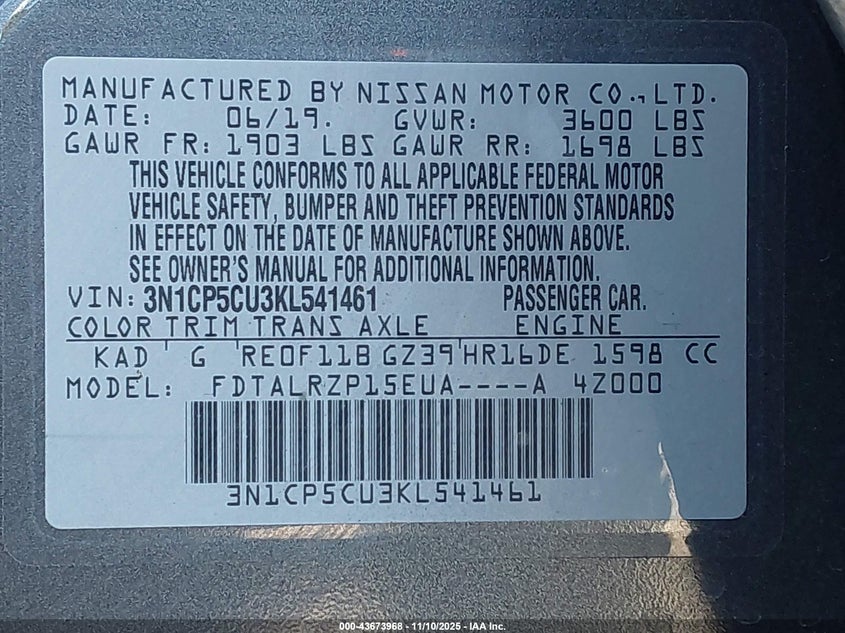 MANUFACTURED BY NISSAN MOTOR CO., LTD.
DATE: 06/19. GVWR: 3600 LBS
GAWR FR: 1903 LBS GAWR RR: 1698 LBS
THIS VEHICLE CONFORMS TO ALL APPLICABLE FEDERAL MOTOR
VEHICLE SAFETY, BUMPER AND THEFT PREVENTION STANDARDS
IN EFFECT ON THE DATE OF MANUFACTURE SHOWN ABOVE.
SEE OWNER'S MANUAL FOR ADDITIONAL INFORMATION.
VIN: 3N1CP5CU3KL541461 PASSENGER CAR.
COLOR TRIM TRANS AXLE ENGINE
KAD G RE0F11B GZ39 HR16DE 1598 CC
MODEL: FDTALRZP15EUA----A 4Z000
3N1CP5CU3KL541461
000-43673968 - 11/10/2025 - IAA Inc.